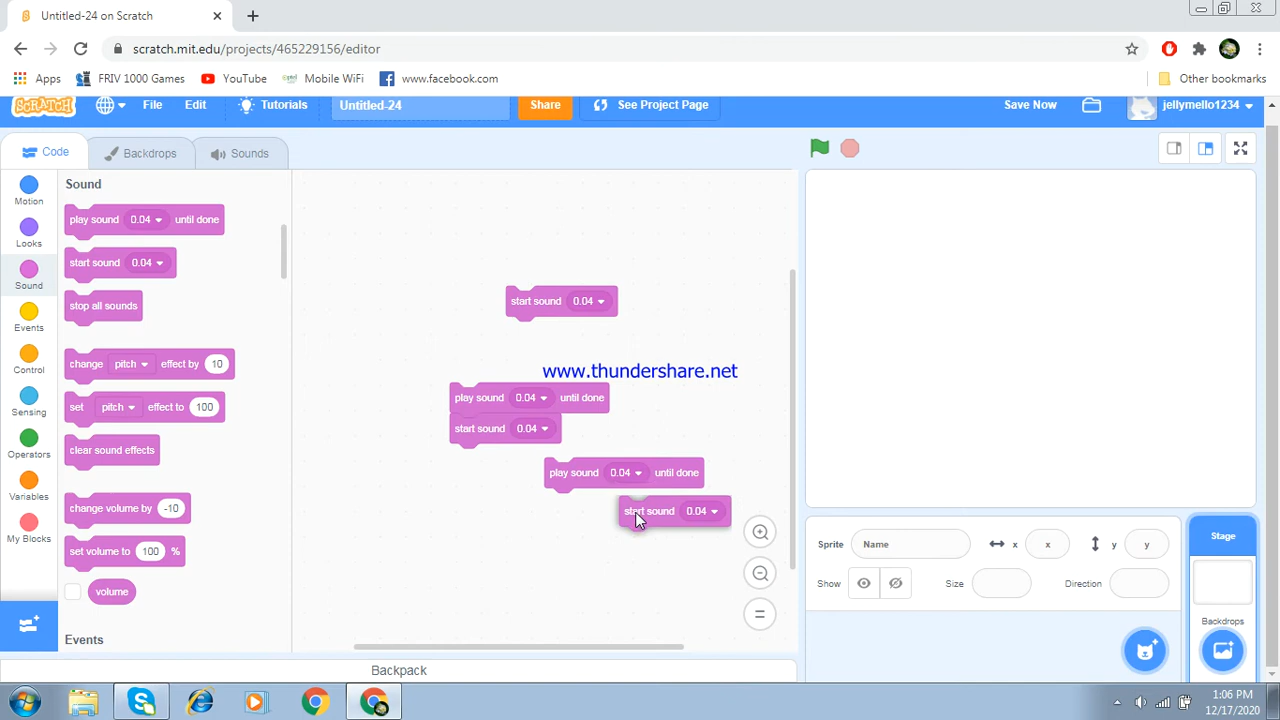 Untitled-24 on Scratch
scratch.mit.edu/projects/465229156/editor
Apps FRIV 1000 Games YouTube Mobile WiFi www.facebook.com Other bookmarks
SCRATCH File Edit Tutorials Untitled-24 Share See Project Page Save Now jellymello1234
Code Backdrops Sounds
Motion
Looks
Sound
Events
Control
Sensing
Operators
Variables
My Blocks
Sound
play sound 0.04 until done
start sound 0.04
stop all sounds
change pitch effect by 10
set pitch effect to 100
clear sound effects
change volume by -10
set volume to 100 %
volume
Events
start sound 0.04
www.thundershare.net
play sound 0.04 until done
start sound 0.04
play sound 0.04 until done
start sound 0.04
Backpack
Sprite Name x x y y
Show Size Direction
Stage
Backdrops
1:06 PM
12/17/2020